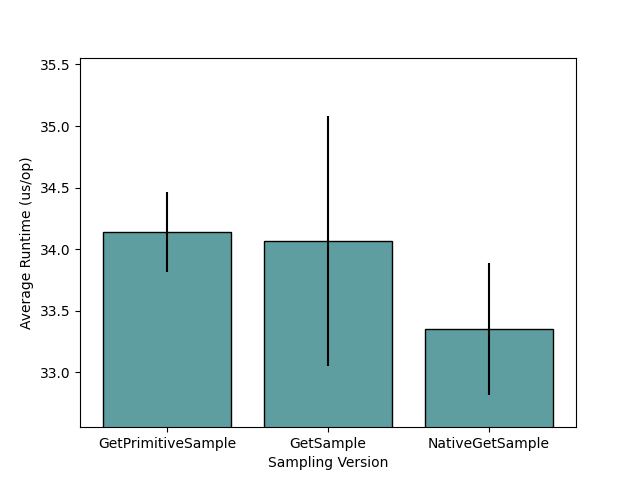 35.5
35.0
34.5
34.0
33.5
33.0
Average Runtime (us/op)
GetPrimitiveSample GetSample NativeGetSample
Sampling Version